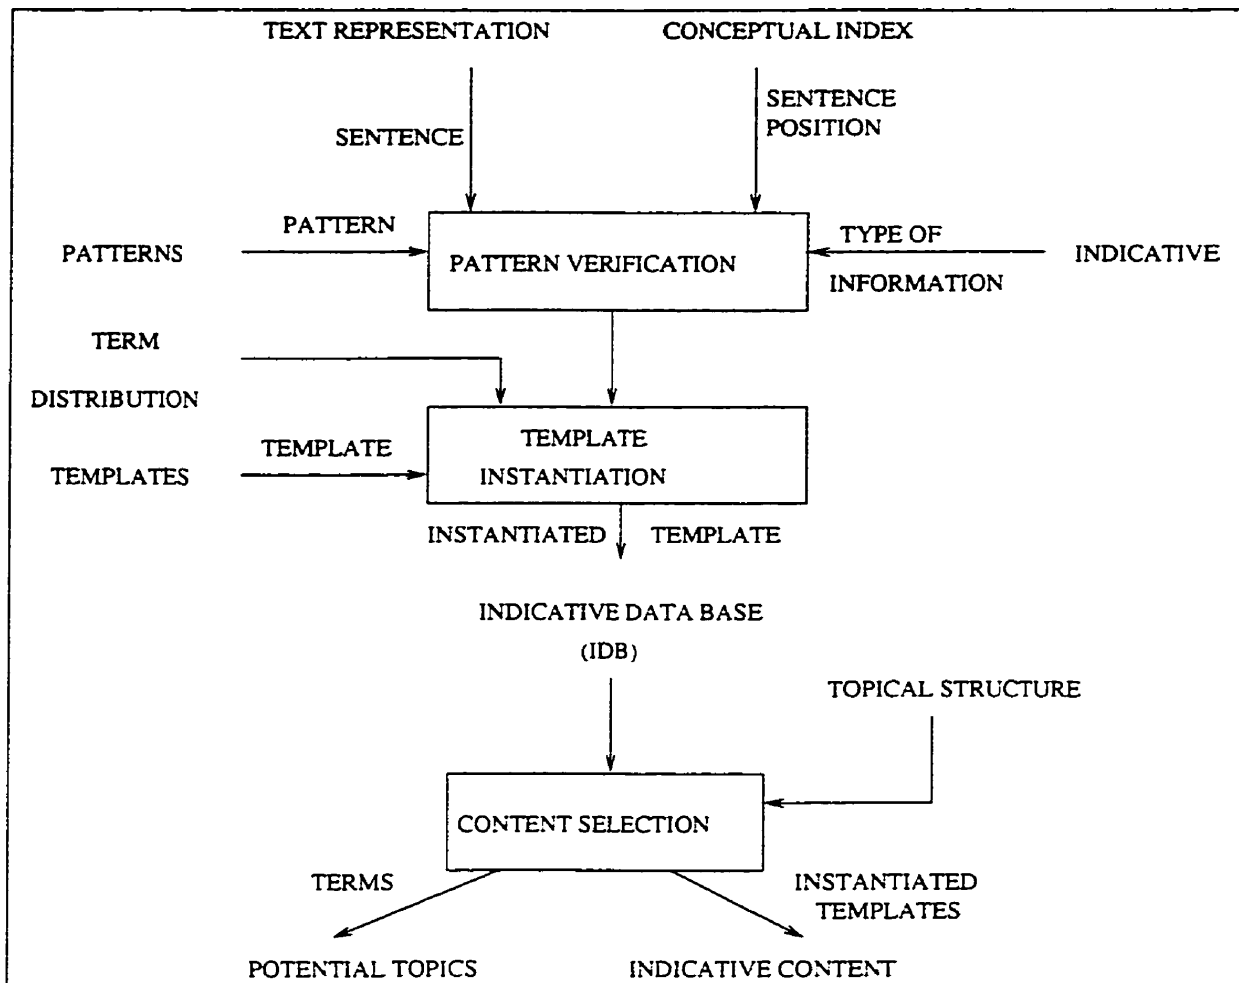 TEXT REPRESENTATION
CONCEPTUAL INDEX
SENTENCE
POSITION
SENTENCE
PATTERN
PATTERNS
PATTERN VERIFICATION
TYPE OF
INFORMATION
INDICATIVE
TERM
DISTRIBUTION
TEMPLATE
TEMPLATES
TEMPLATE
INSTANTIATION
INSTANTIATED TEMPLATE
INDICATIVE DATA BASE
(IDB)
TOPICAL STRUCTURE
CONTENT SELECTION
TERMS
INSTANTIATED
TEMPLATES
POTENTIAL TOPICS
INDICATIVE CONTENT